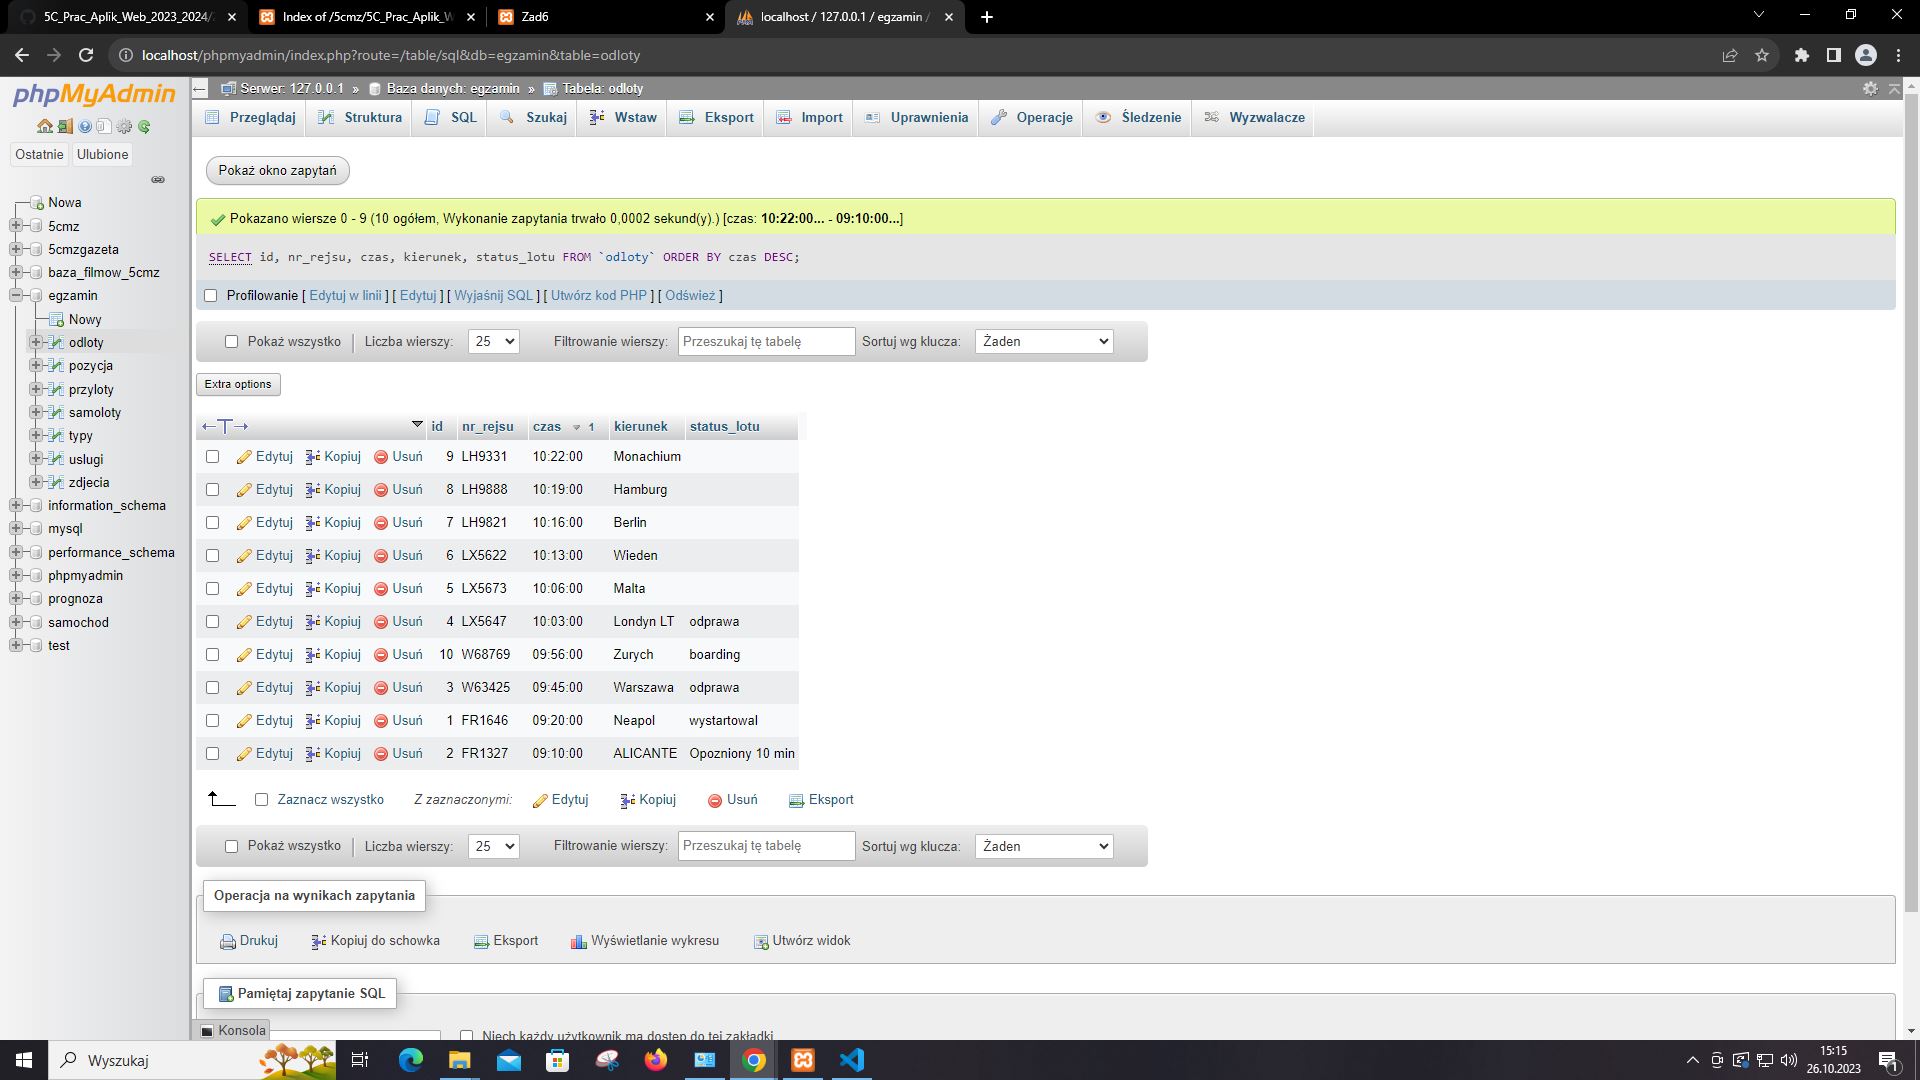 5C_Prac_Aplik_Web_2023_2024/
Index of /5cmz/5C_Prac_Aplik_W
Zad6
localhost / 127.0.0.1 / egzamin /
localhost/phpmyadmin/index.php?route=/table/sql&db=egzamin&table=odloty
phpMyAdmin
Ostatnie Ulubione
Nowa
5cmz
5cmzgazeta
baza_filmow_5cmz
egzamin
Nowy
odloty
pozycja
przyloty
samoloty
typy
uslugi
zdjecia
information_schema
mysql
performance_schema
phpmyadmin
prognoza
samochod
test
Serwer: 127.0.0.1 » Baza danych: egzamin » Tabela: odloty
Przeglądaj Struktura SQL Szukaj Wstaw Eksport Import Uprawnienia Operacje Śledzenie Wyzwalacze
Pokaż okno zapytań
Pokazano wiersze 0 - 9 (10 ogółem, Wykonanie zapytania trwało 0,0002 sekund(y).) [czas: 10:22:00... - 09:10:00...]
SELECT id, nr_rejsu, czas, kierunek, status_lotu FROM `odloty` ORDER BY czas DESC;
Profilowanie [ Edytuj w linii ] [ Edytuj ] [ Wyjaśnij SQL ] [ Utwórz kod PHP ] [ Odśwież ]
Pokaż wszystko Liczba wierszy: 25 Filtrowanie wierszy: Przeszukaj tę tabelę Sortuj wg klucza: Żaden
Extra options
←T→ id nr_rejsu czas 1 kierunek status_lotu
Edytuj Kopiuj Usuń 9 LH9331 10:22:00 Monachium
Edytuj Kopiuj Usuń 8 LH9888 10:19:00 Hamburg
Edytuj Kopiuj Usuń 7 LH9821 10:16:00 Berlin
Edytuj Kopiuj Usuń 6 LX5622 10:13:00 Wieden
Edytuj Kopiuj Usuń 5 LX5673 10:06:00 Malta
Edytuj Kopiuj Usuń 4 LX5647 10:03:00 Londyn LT odprawa
Edytuj Kopiuj Usuń 10 W68769 09:56:00 Zurych boarding
Edytuj Kopiuj Usuń 3 W63425 09:45:00 Warszawa odprawa
Edytuj Kopiuj Usuń 1 FR1646 09:20:00 Neapol wystartowal
Edytuj Kopiuj Usuń 2 FR1327 09:10:00 ALICANTE Opozniony 10 min
Zaznacz wszystko Z zaznaczonymi: Edytuj Kopiuj Usuń Eksport
Pokaż wszystko Liczba wierszy: 25 Filtrowanie wierszy: Przeszukaj tę tabelę Sortuj wg klucza: Żaden
Operacja na wynikach zapytania
Drukuj Kopiuj do schowka Eksport Wyświetlanie wykresu Utwórz widok
Pamiętaj zapytanie SQL
Konsola
Niech każdy użytkownik ma dostęp do tej zakładki
Wyszukaj
15:15
26.10.2023
1